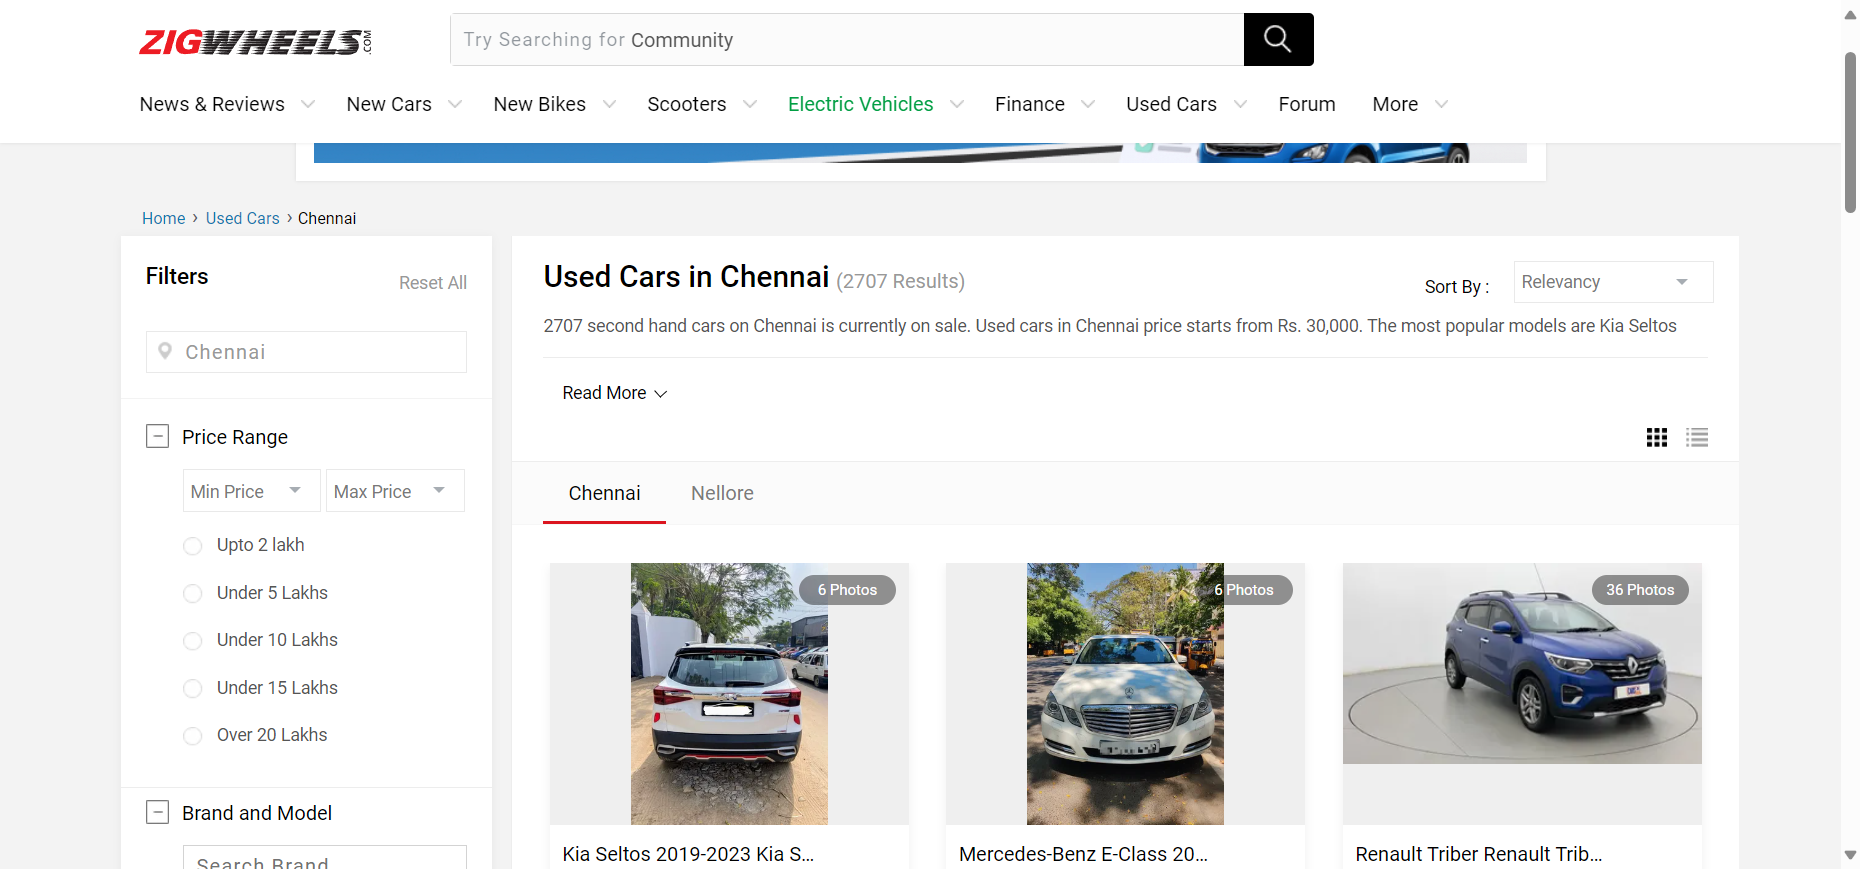 ZIGWHEELS.COM
Try Searching for Community
News & Reviews New Cars New Bikes Scooters Electric Vehicles Finance Used Cars Forum More
Home › Used Cars › Chennai
Filters
Reset All
Chennai
Price Range
Min Price Max Price
Upto 2 lakh
Under 5 Lakhs
Under 10 Lakhs
Under 15 Lakhs
Over 20 Lakhs
Brand and Model
Search Brand
Used Cars in Chennai (2707 Results)
Sort By : Relevancy
2707 second hand cars on Chennai is currently on sale. Used cars in Chennai price starts from Rs. 30,000. The most popular models are Kia Seltos
Read More
Chennai Nellore
6 Photos
6 Photos
36 Photos
Kia Seltos 2019-2023 Kia S...
Mercedes-Benz E-Class 20...
Renault Triber Renault Trib...